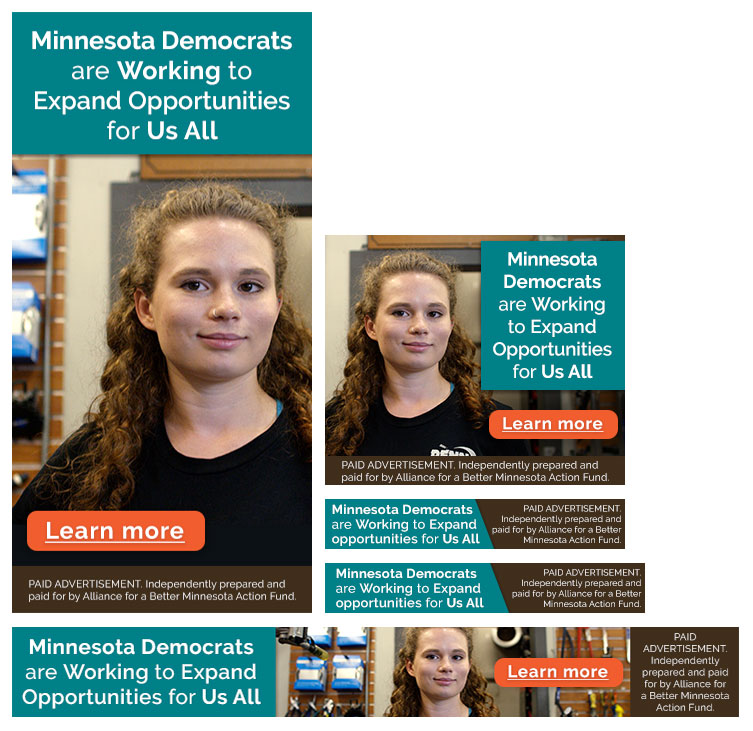 Minnesota Democrats
are Working to
Expand Opportunities
for Us All
Learn more
PAID ADVERTISEMENT. Independently prepared and
paid for by Alliance for a Better Minnesota Action Fund.
Minnesota
Democrats
are Working
to Expand
Opportunities
for Us All
Learn more
PAID ADVERTISEMENT. Independently prepared and
paid for by Alliance for a Better Minnesota Action Fund.
Minnesota Democrats
are Working to Expand
opportunities for Us All
PAID ADVERTISEMENT.
Independently prepared and
paid for by Alliance for a Better
Minnesota Action Fund.
Minnesota Democrats
are Working to Expand
opportunities for Us All
PAID ADVERTISEMENT.
Independently prepared and
paid for by Alliance for a Better
Minnesota Action Fund.
Minnesota Democrats
are Working to Expand
Opportunities for Us All
Learn more
PAID
ADVERTISEMENT.
Independently
prepared and paid
for by Alliance for
a Better Minnesota
Action Fund.